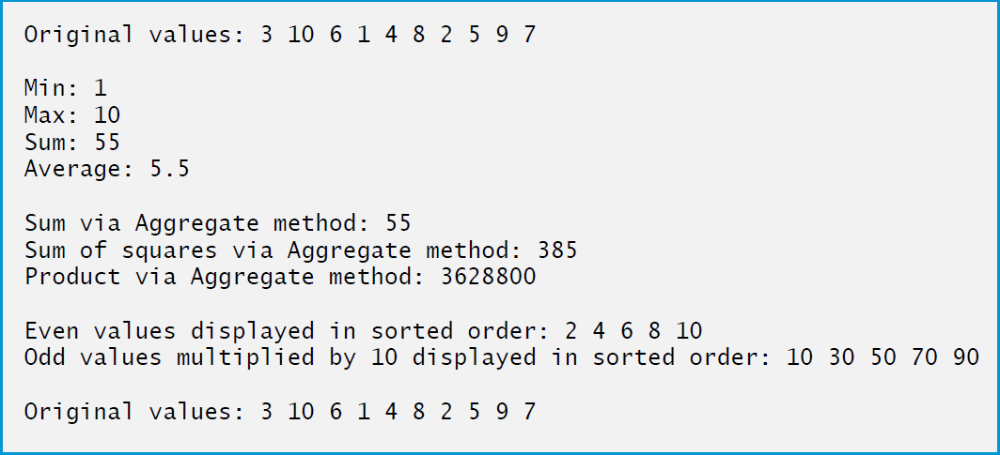 Original values: 3 10 6 1 4 8 2 5 9 7
Min: 1
Max: 10
Sum: 55
Average: 5.5
Sum via Aggregate method: 55
Sum of squares via Aggregate method: 385
Product via Aggregate method: 3628800
Even values displayed in sorted order: 2 4 6 8 10
Odd values multiplied by 10 displayed in sorted order: 10 30 50 70 90
Original values: 3 10 6 1 4 8 2 5 9 7